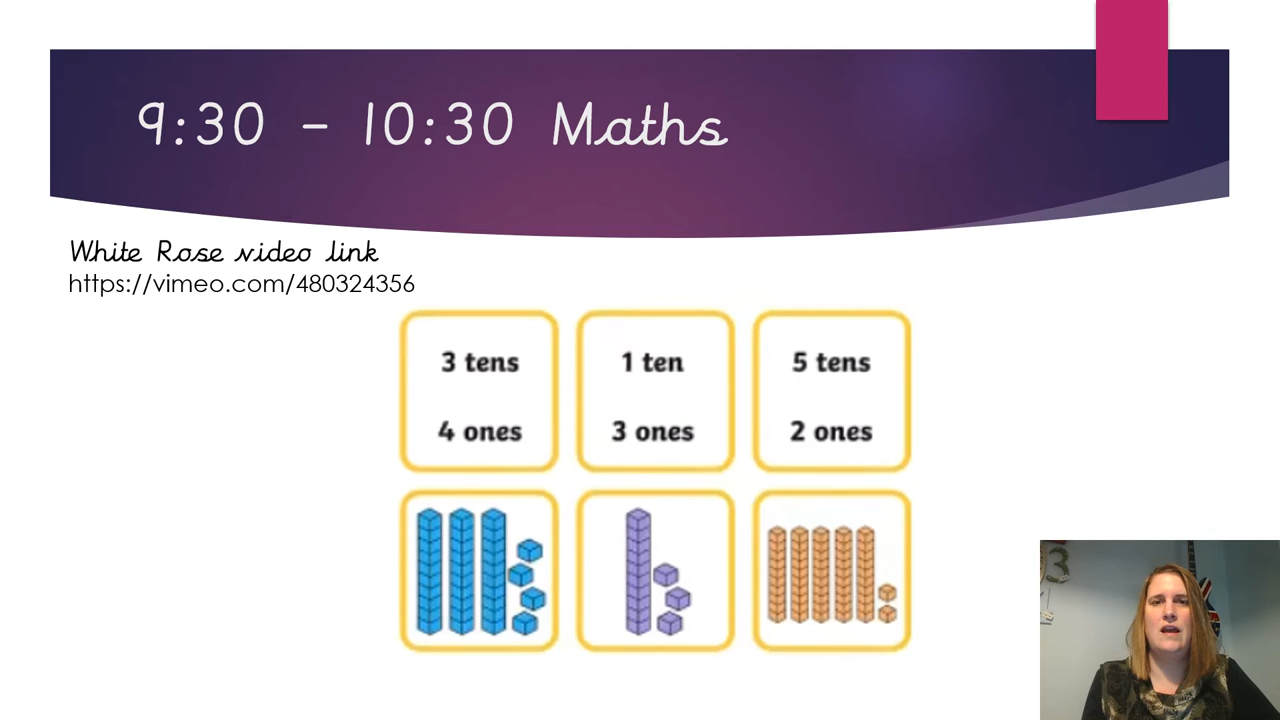 9:30 - 10:30 Maths
White Rose video link
https://vimeo.com/480324356
3 tens
4 ones
1 ten
3 ones
5 tens
2 ones